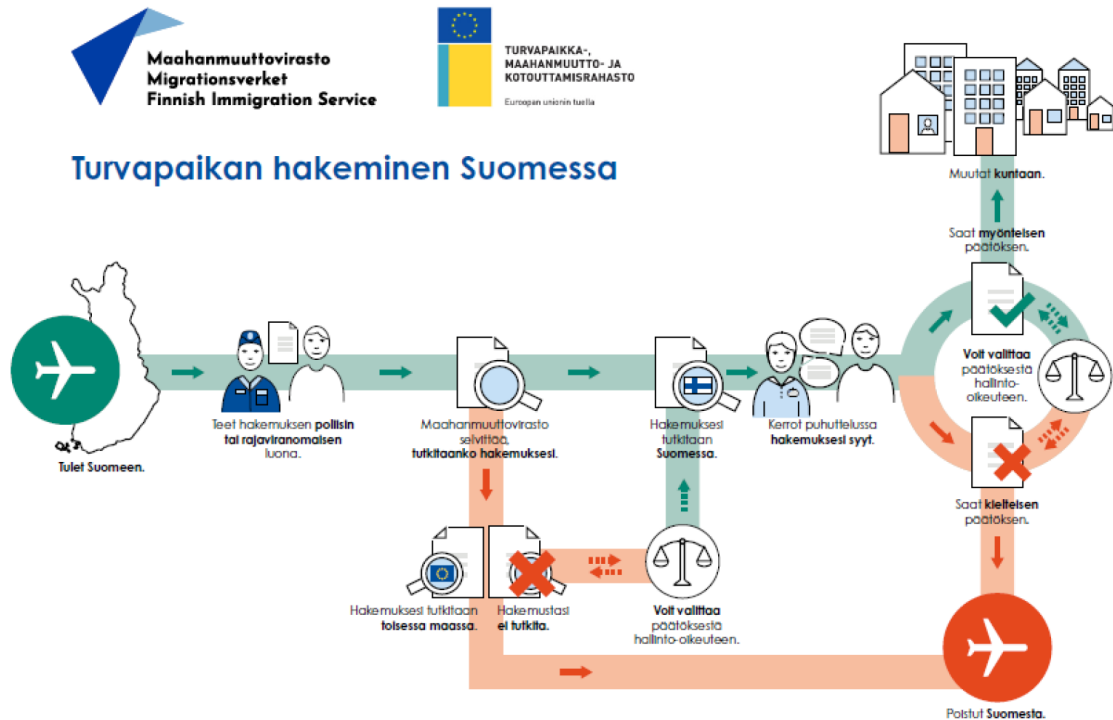 Maahanmuuttovirasto
Migrationsverket
Finnish Immigration Service
TURVAPAIKKA-,
MAAHANMUUTTO- JA
KOTOUTTAMISRAHASTO
Euroopan unionin tuella
Turvapaikan hakeminen Suomessa
Muutat kuntaan.
Saat myönteisen
päätöksen.
Tulet Suomeen.
Teet hakemuksen poliisin
tai rajaviranomaisen
luona.
Maahanmuuttovirasto
selvittää,
tutkitaanko hakemuksesi.
Hakemuksesi
tutkitaan
Suomessa.
Kerrot puhuttelussa
hakemuksesi syyt.
Voit valittaa
päätöksestä
hallinto-
oikeuteen.
Saat kielteisen
päätöksen.
Hakemuksesi tutkitaan
toisessa maassa.
Hakemustasi
ei tutkita.
Voit valittaa
päätöksestä
hallinto-oikeuteen.
Poistut Suomesta.